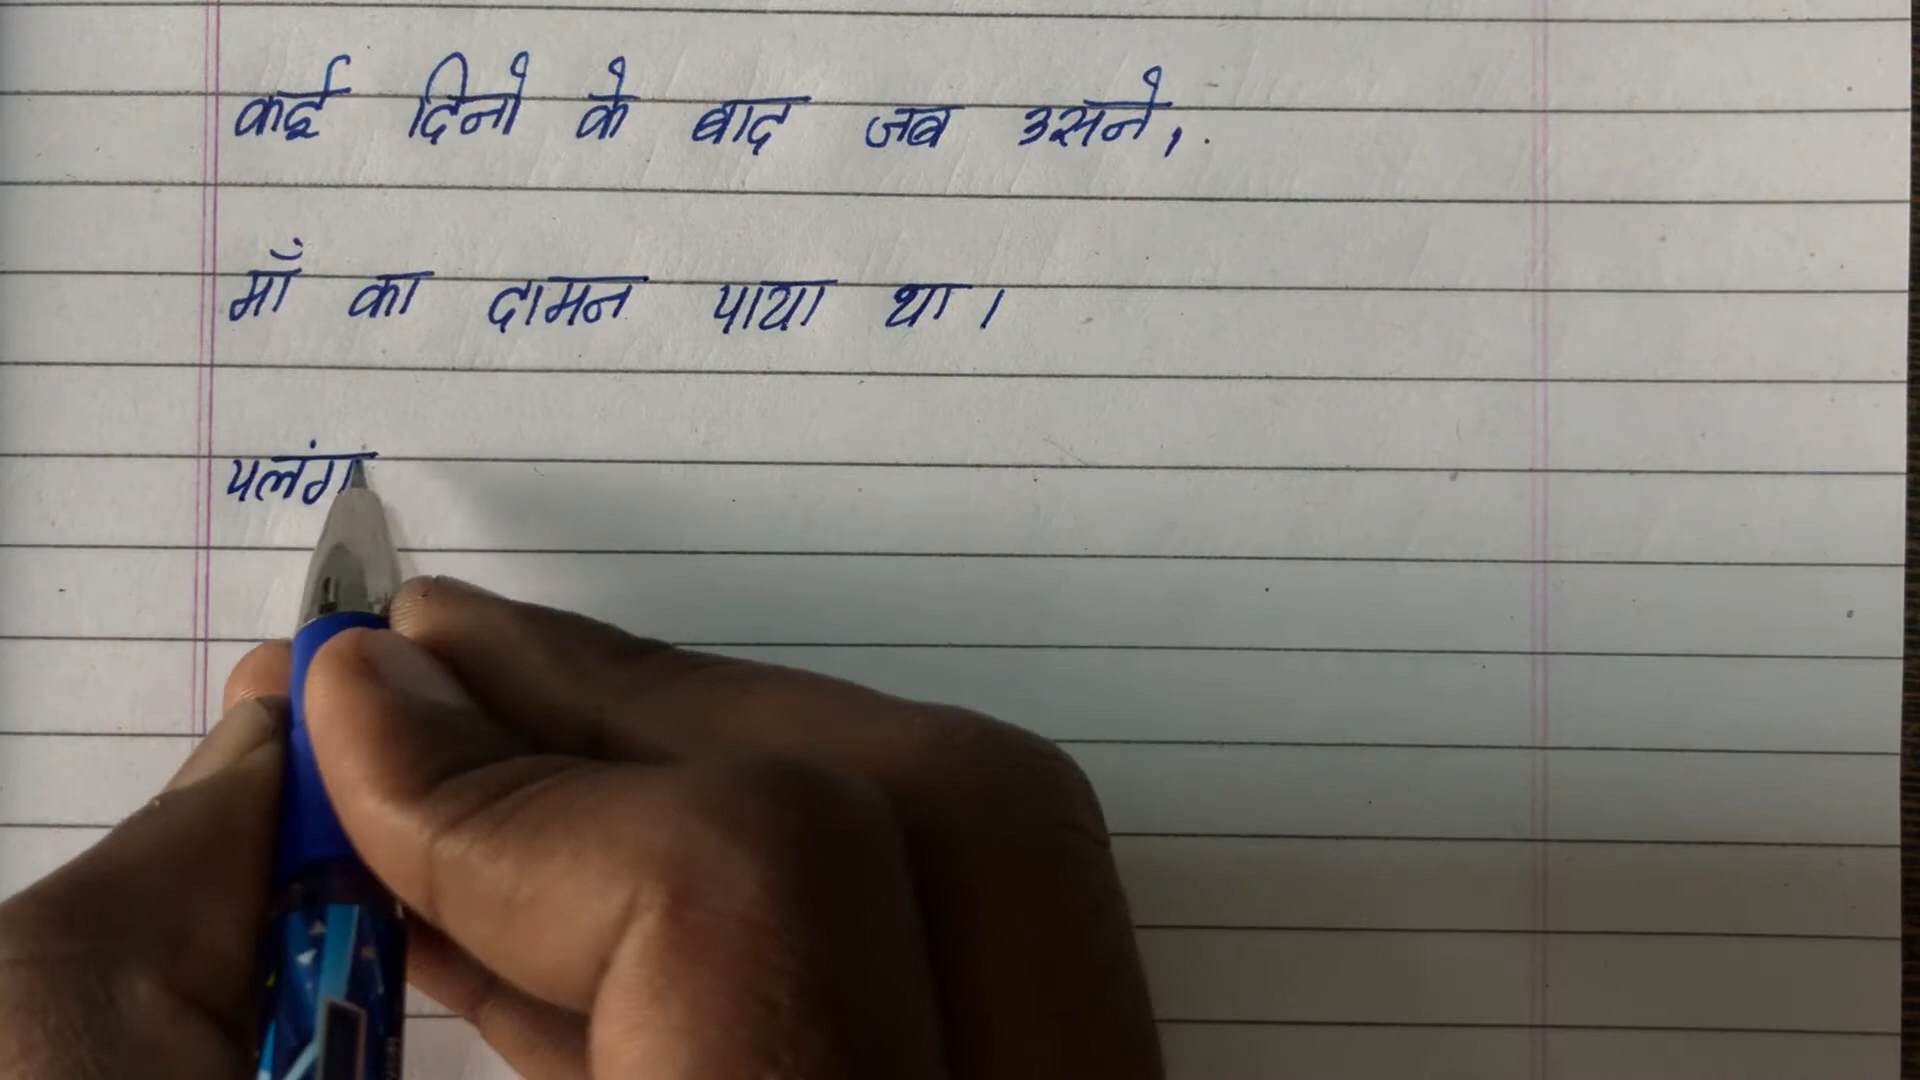 कई दिनो के बाद जब उसने,.
माँ का दामन पाया था।
पलंग